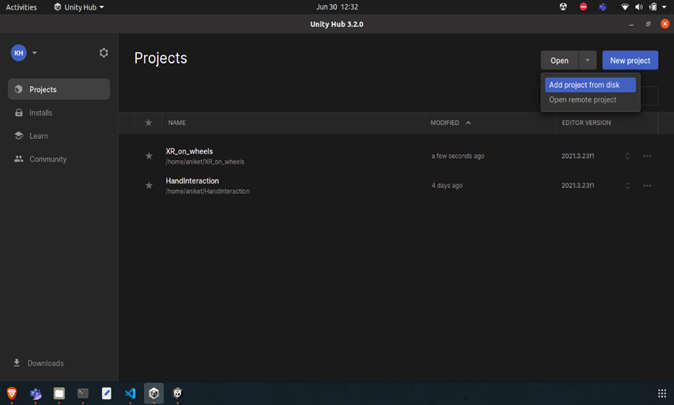 Activities
Unity Hub
Jun 30 12:32
Unity Hub 3.2.0
KH
Projects
Installs
Learn
Community
Downloads
Projects
Open
New project
Add project from disk
Open remote project
NAME
MODIFIED
EDITOR VERSION
XR_on_wheels
/home/aniket/XR_on_wheels
a few seconds ago
2021.3.23f1
HandInteraction
/home/aniket/HandInteraction
4 days ago
2021.3.23f1